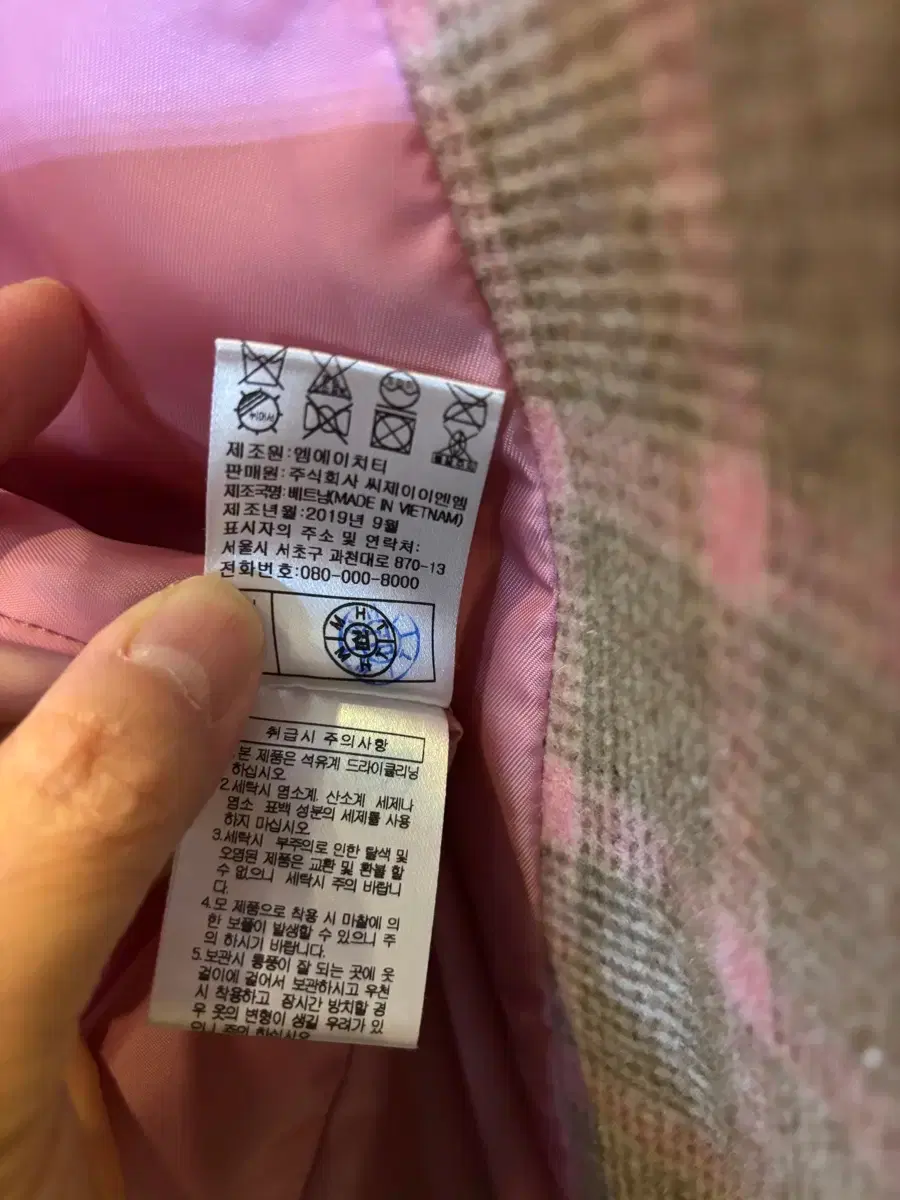 뉘어서
제조원:엠에이치티
판매원:주식회사 씨제이이엔엠
제조국명:베트남(MADE IN VIETNAM)
제조년월:2019년 9월
표시자의 주소 및 연락처:
서울시 서초구 과천대로 870-13
전화번호:080-000-8000
취급시 주의사항
본 제품은 석유계 드라이클리닝
하십시오
2.세탁시 염소계, 산소계 세제나
염소 표백 성분의 세제를 사용
하지 마십시오.
3.세탁시 부주의로 인한 탈색 및
오염된 제품은 교환 및 환불 할
수 없으니 세탁시 주의 바랍니
다.
4.모 제품으로 착용 시 마찰에 의
한 보풀이 발생할 수 있으니 주
의 하시기 바랍니다.
5.보관시 통풍이 잘 되는 곳에 옷
걸이에 걸어서 보관하시고 우천
시 착용하고 장시간 방치할 경
우 옷의 변형이 생길 우려가 있
으니 주의 하십시오